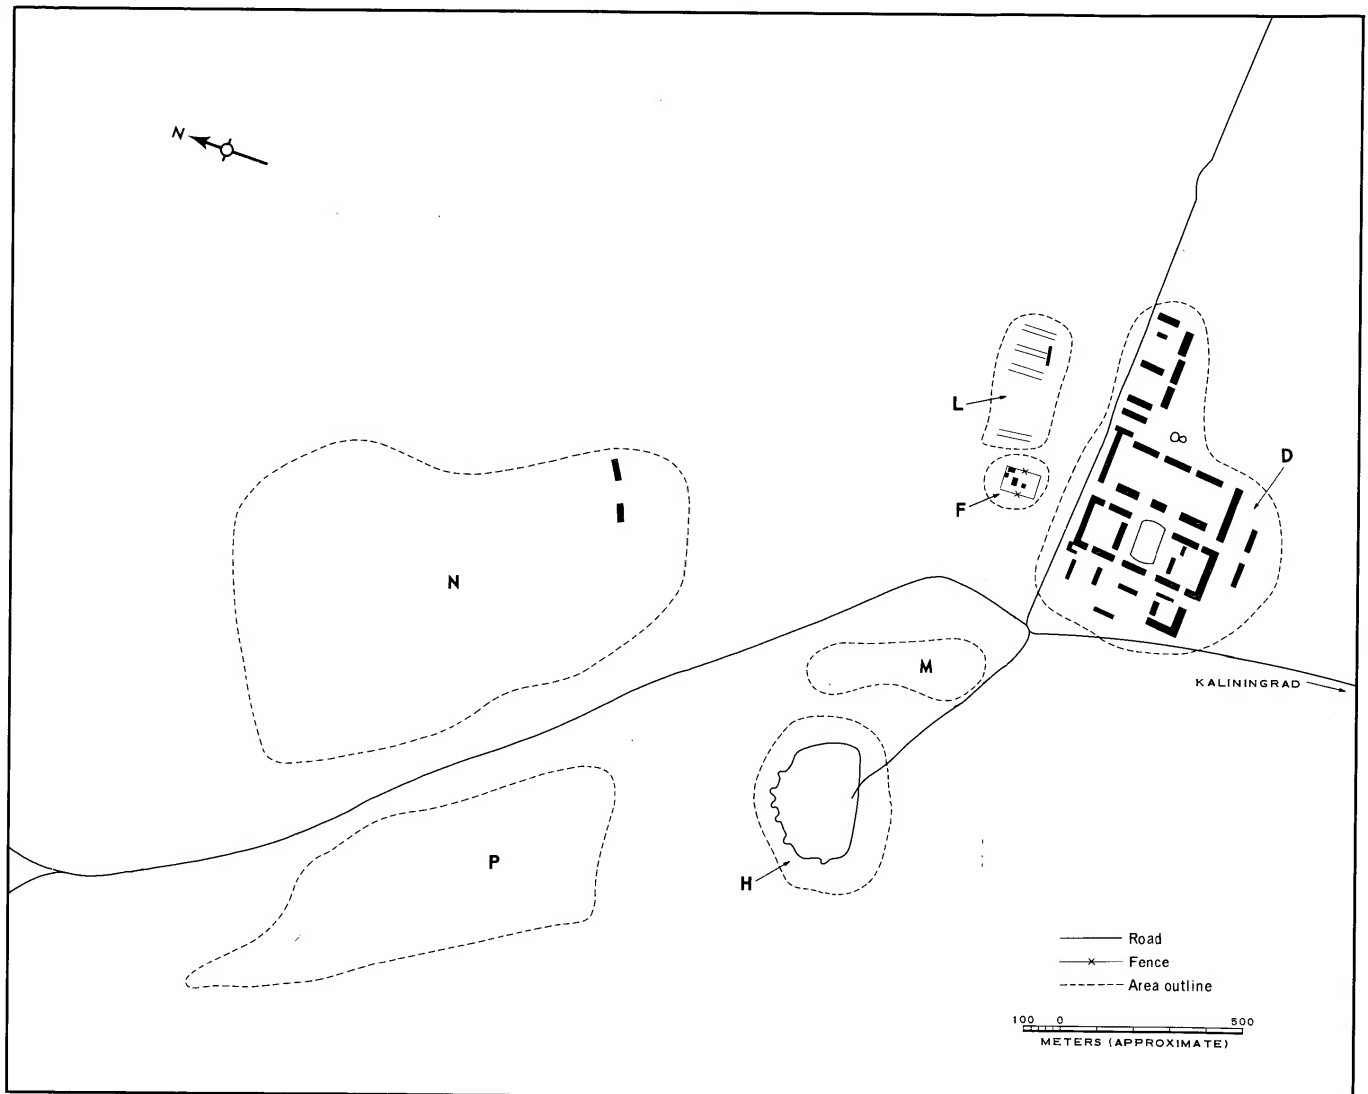 N
L
D
F
N
M
KALININGRAD
P
H
Road
Fence
Area outline
100 0 500
METERS (APPROXIMATE)